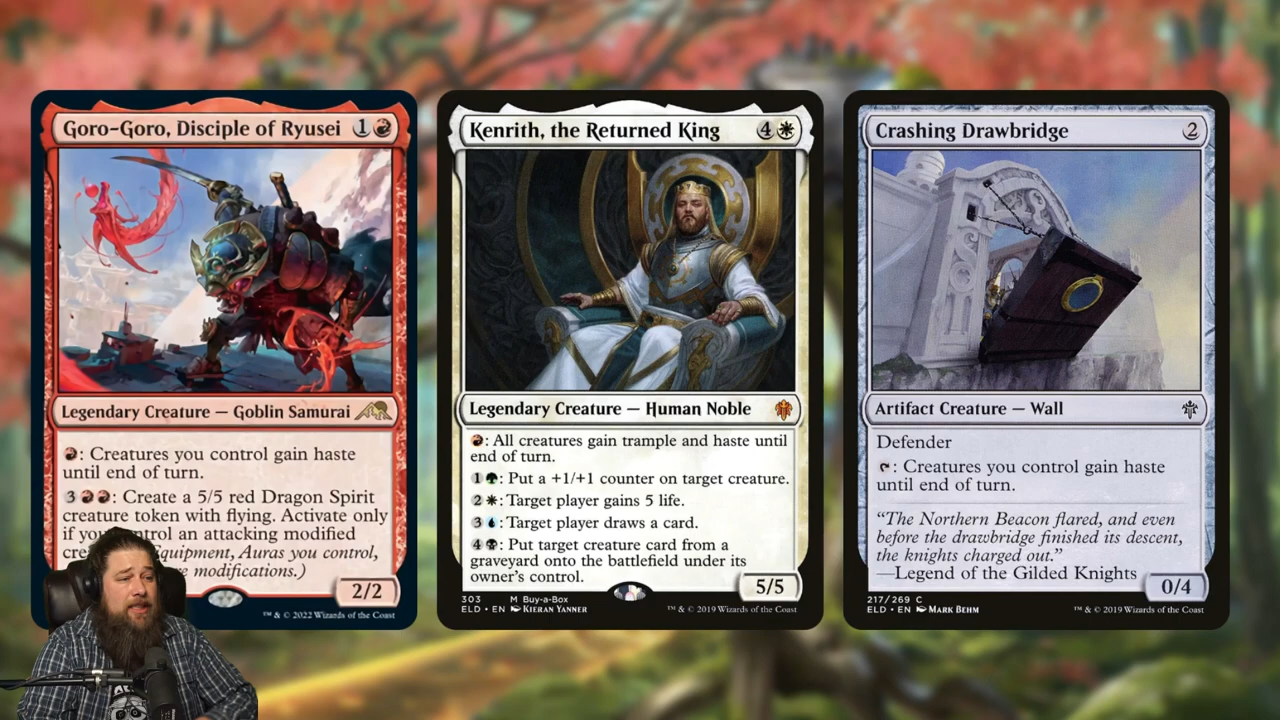 Goro-Goro, Disciple of Ryusei 1
Legendary Creature — Goblin Samurai
: Creatures you control gain haste
until end of turn.
3 : Create a 5/5 red Dragon Spirit
creature token with flying. Activate only
if you control an attacking modified
Equipment, Auras you control,
modifications.)
2/2
™ & © 2022 Wizards of the Coast
Kenrith, the Returned King 4
Legendary Creature — Human Noble
: All creatures gain trample and haste until
end of turn.
1 : Put a +1/+1 counter on target creature.
2 : Target player gains 5 life.
3 : Target player draws a card.
4 : Put target creature card from a
graveyard onto the battlefield under its
owner's control.
5/5
303 M Buy-a-Box
ELD • EN KIERAN YANNER ™ & © 2019 Wizards of the Coast
Crashing Drawbridge 2
Artifact Creature — Wall
Defender
: Creatures you control gain haste
until end of turn.
"The Northern Beacon flared, and even
before the drawbridge finished its descent,
the knights charged out."
—Legend of the Gilded Knights
0/4
217/269 C
ELD • EN MARK BEHM ™ & © 2019 Wizards of the Coast